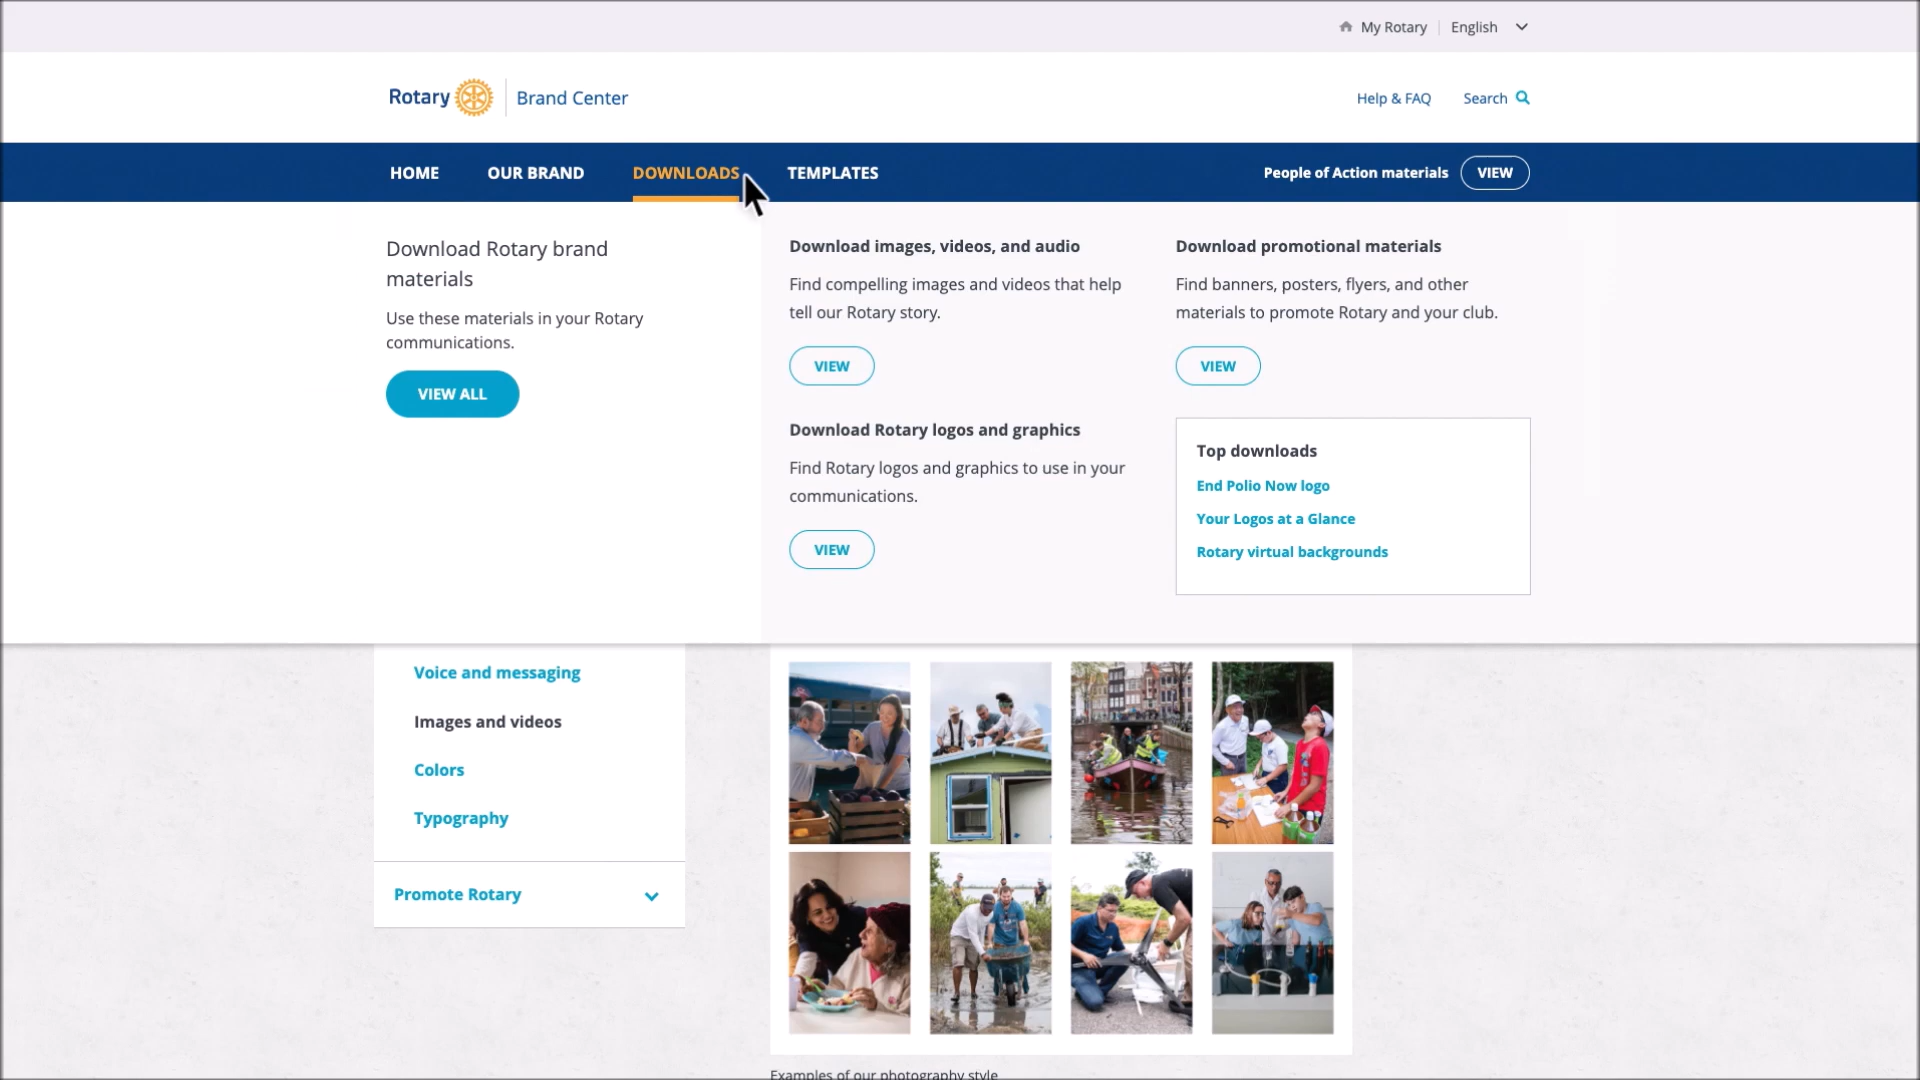 My Rotary
English
Rotary
Brand Center
Help & FAQ
Search
HOME
OUR BRAND
DOWNLOADS
TEMPLATES
People of Action materials
VIEW
Download Rotary brand
materials
Use these materials in your Rotary
communications.
VIEW ALL
Download images, videos, and audio
Find compelling images and videos that help
tell our Rotary story.
VIEW
Download promotional materials
Find banners, posters, flyers, and other
materials to promote Rotary and your club.
VIEW
Download Rotary logos and graphics
Find Rotary logos and graphics to use in your
communications.
VIEW
Top downloads
End Polio Now logo
Your Logos at a Glance
Rotary virtual backgrounds
Voice and messaging
Images and videos
Colors
Typography
Promote Rotary
Examples of our photography style